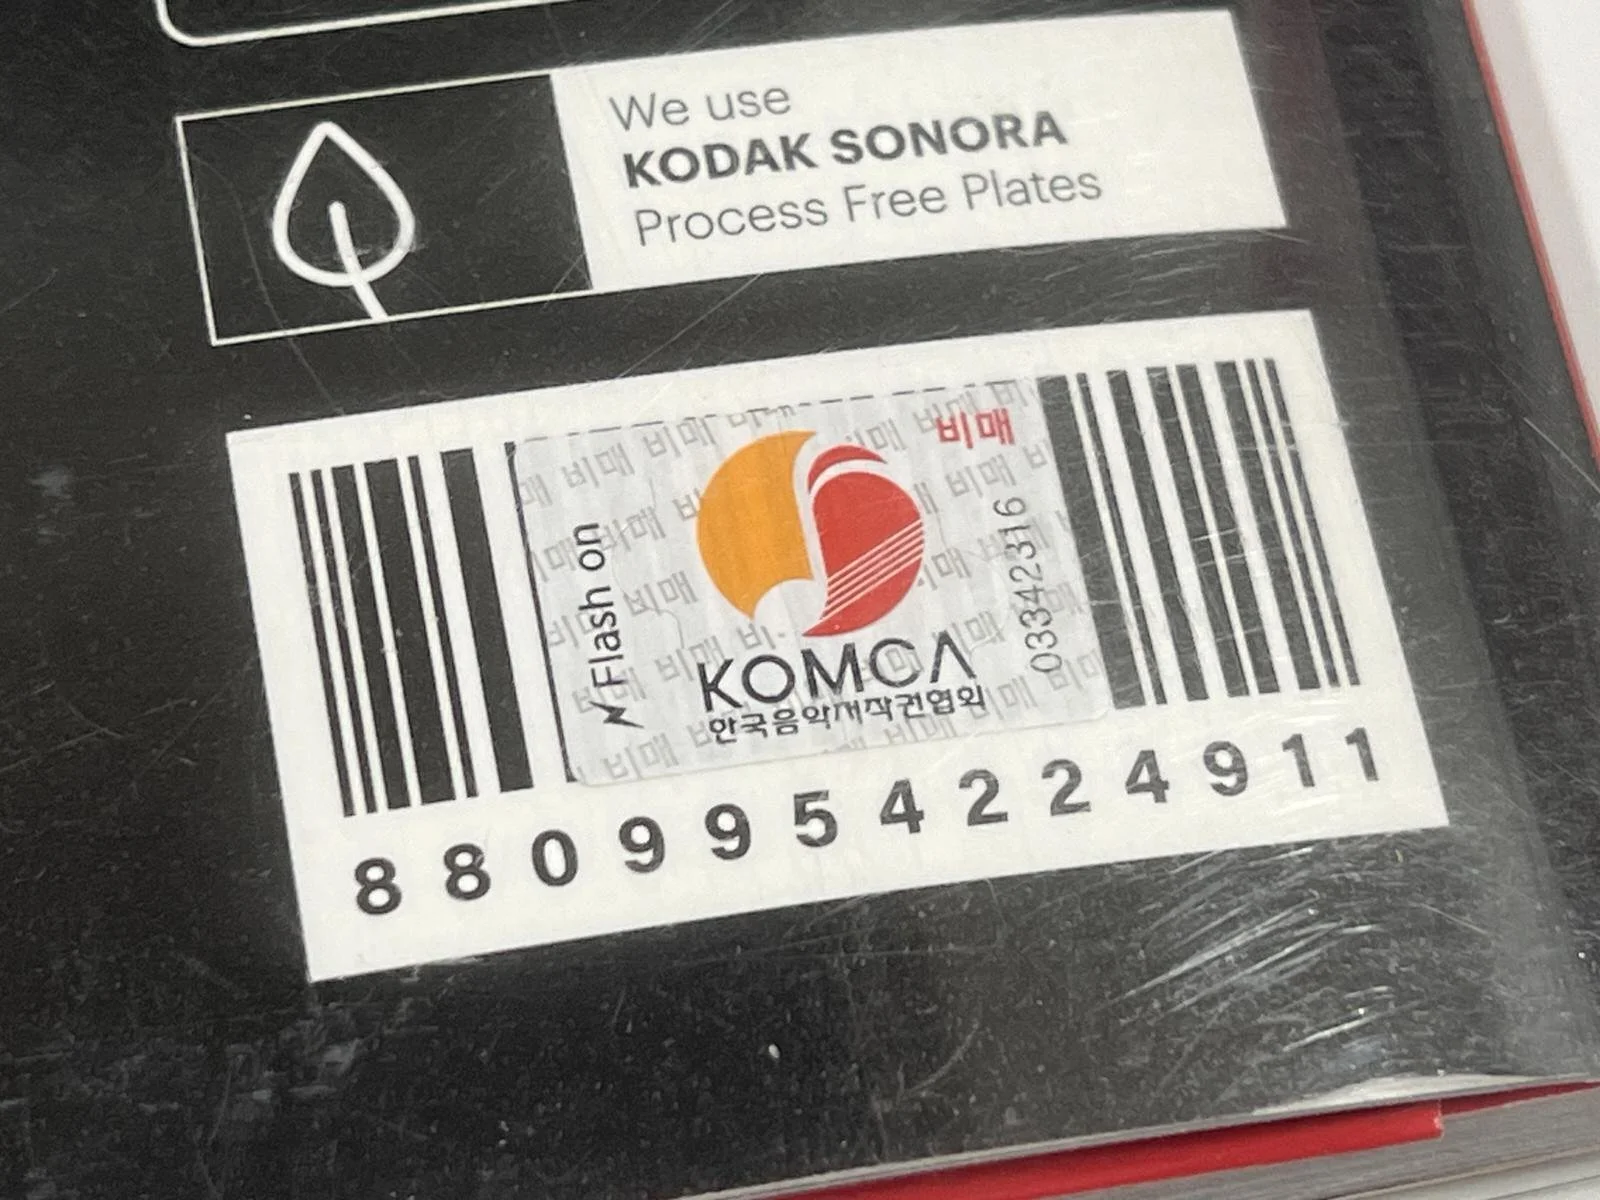 We use
KODAK SONORA
Process Free Plates
비매
Flash on
03342316
KOMCA
한국음악저작권협회
8809954224911